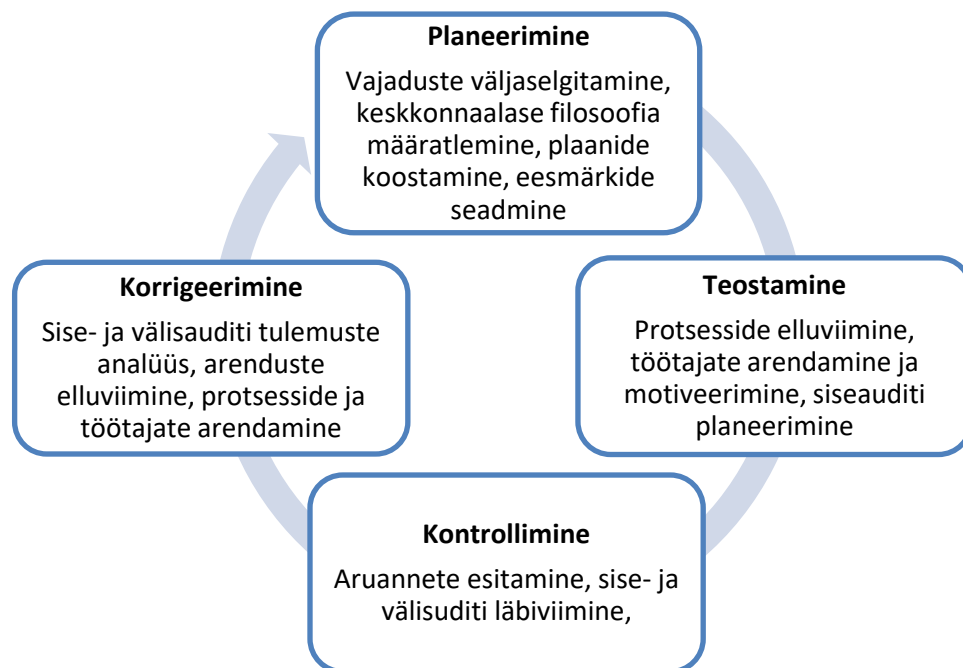 Planeerimine
Vajaduste väljaselgitamine,
keskkonnaalase filosoofia
määratlemine, plaanide
koostamine, eesmärkide
seadmine
Teostamine
Protsesside elluviimine,
töötajate arendamine ja
motiveerimine, siseauditi
planeerimine
Kontrollimine
Aruannete esitamine, sise- ja
välisuditi läbiviimine,
Korrigeerimine
Sise- ja välisauditi tulemuste
analüüs, arenduste
elluviimine, protsesside ja
töötajate arendamine